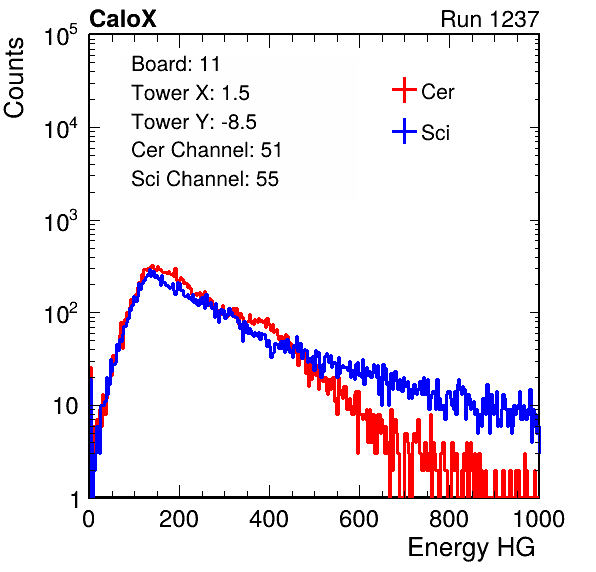 CaloX Run 1237
Counts
10^5
10^4
10^3
10^2
10
1
Board: 11
Tower X: 1.5
Tower Y: -8.5
Cer Channel: 51
Sci Channel: 55
Cer
Sci
0 200 400 600 800 1000
Energy HG